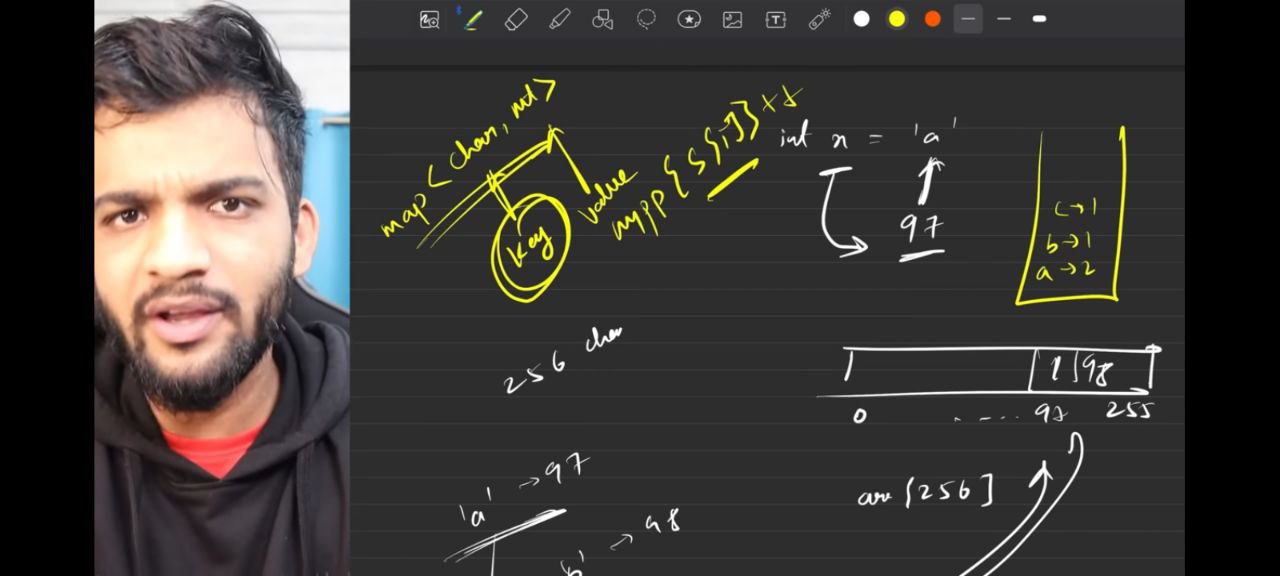 map < char, int >
Key
value
mpp [ s[i] ] ++
int x = 'a'
97
c → 1
b → 1
a → 2
256 char
1 98
0 ..... 97 255
arr [256]
'a' → 97
'b' → 98